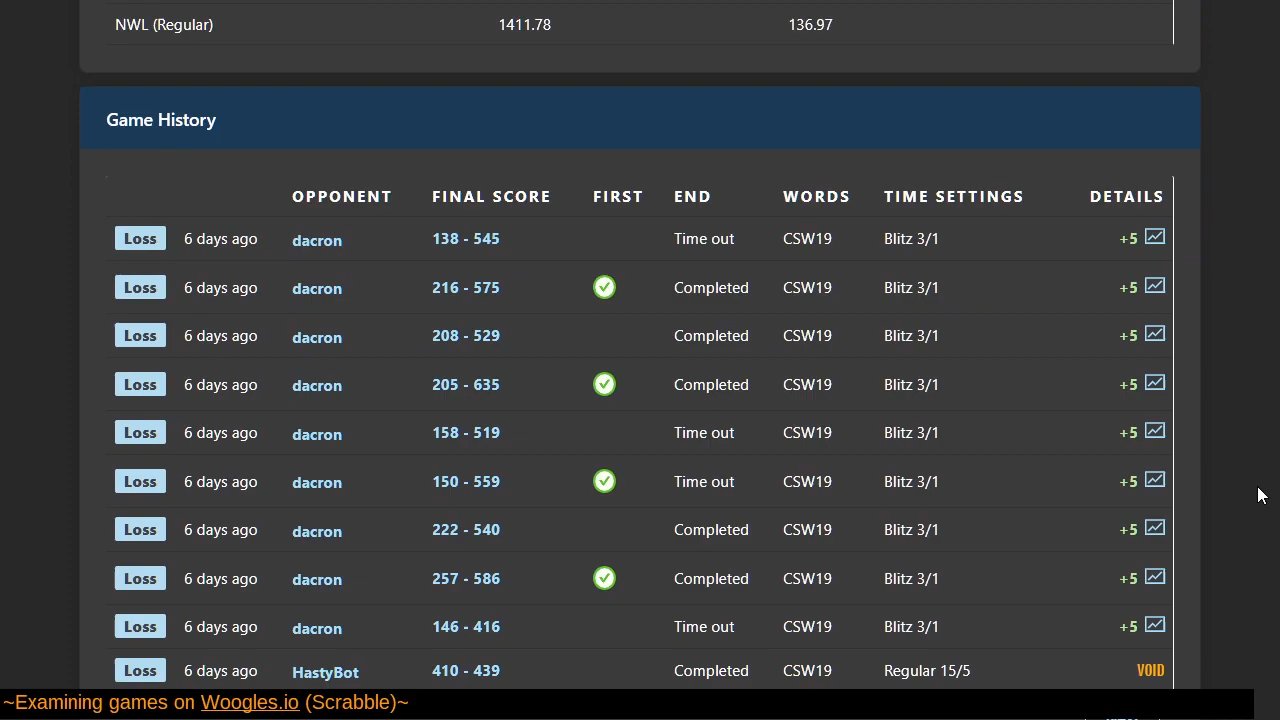 NWL (Regular) 1411.78 136.97
Game History
OPPONENT FINAL SCORE FIRST END WORDS TIME SETTINGS DETAILS
Loss 6 days ago dacron 138 - 545 Time out CSW19 Blitz 3/1 +5
Loss 6 days ago dacron 216 - 575 Completed CSW19 Blitz 3/1 +5
Loss 6 days ago dacron 208 - 529 Completed CSW19 Blitz 3/1 +5
Loss 6 days ago dacron 205 - 635 Completed CSW19 Blitz 3/1 +5
Loss 6 days ago dacron 158 - 519 Time out CSW19 Blitz 3/1 +5
Loss 6 days ago dacron 150 - 559 Time out CSW19 Blitz 3/1 +5
Loss 6 days ago dacron 222 - 540 Completed CSW19 Blitz 3/1 +5
Loss 6 days ago dacron 257 - 586 Completed CSW19 Blitz 3/1 +5
Loss 6 days ago dacron 146 - 416 Time out CSW19 Blitz 3/1 +5
Loss 6 days ago HastyBot 410 - 439 Completed CSW19 Regular 15/5 VOID
~Examining games on Woogles.io (Scrabble)~